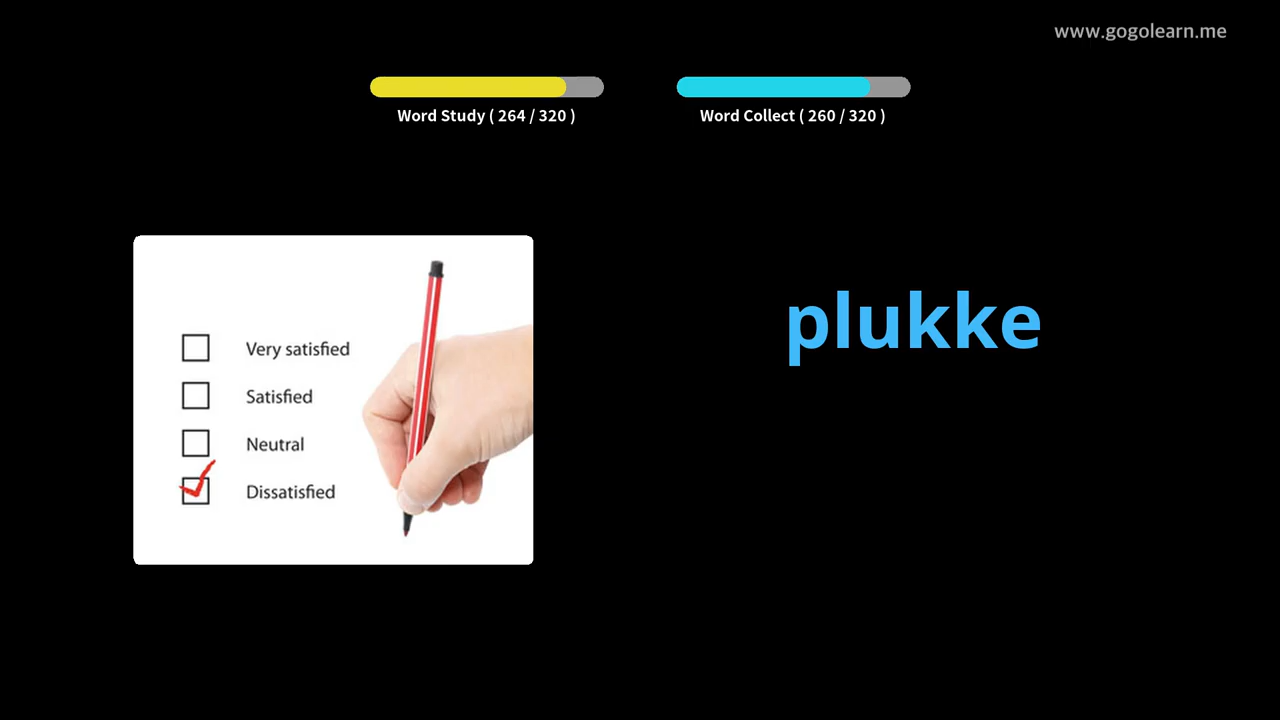 www.gogolearn.me
Word Study ( 264 / 320 )
Word Collect ( 260 / 320 )
plukke
Very satisfied
Satisfied
Neutral
Dissatisfied